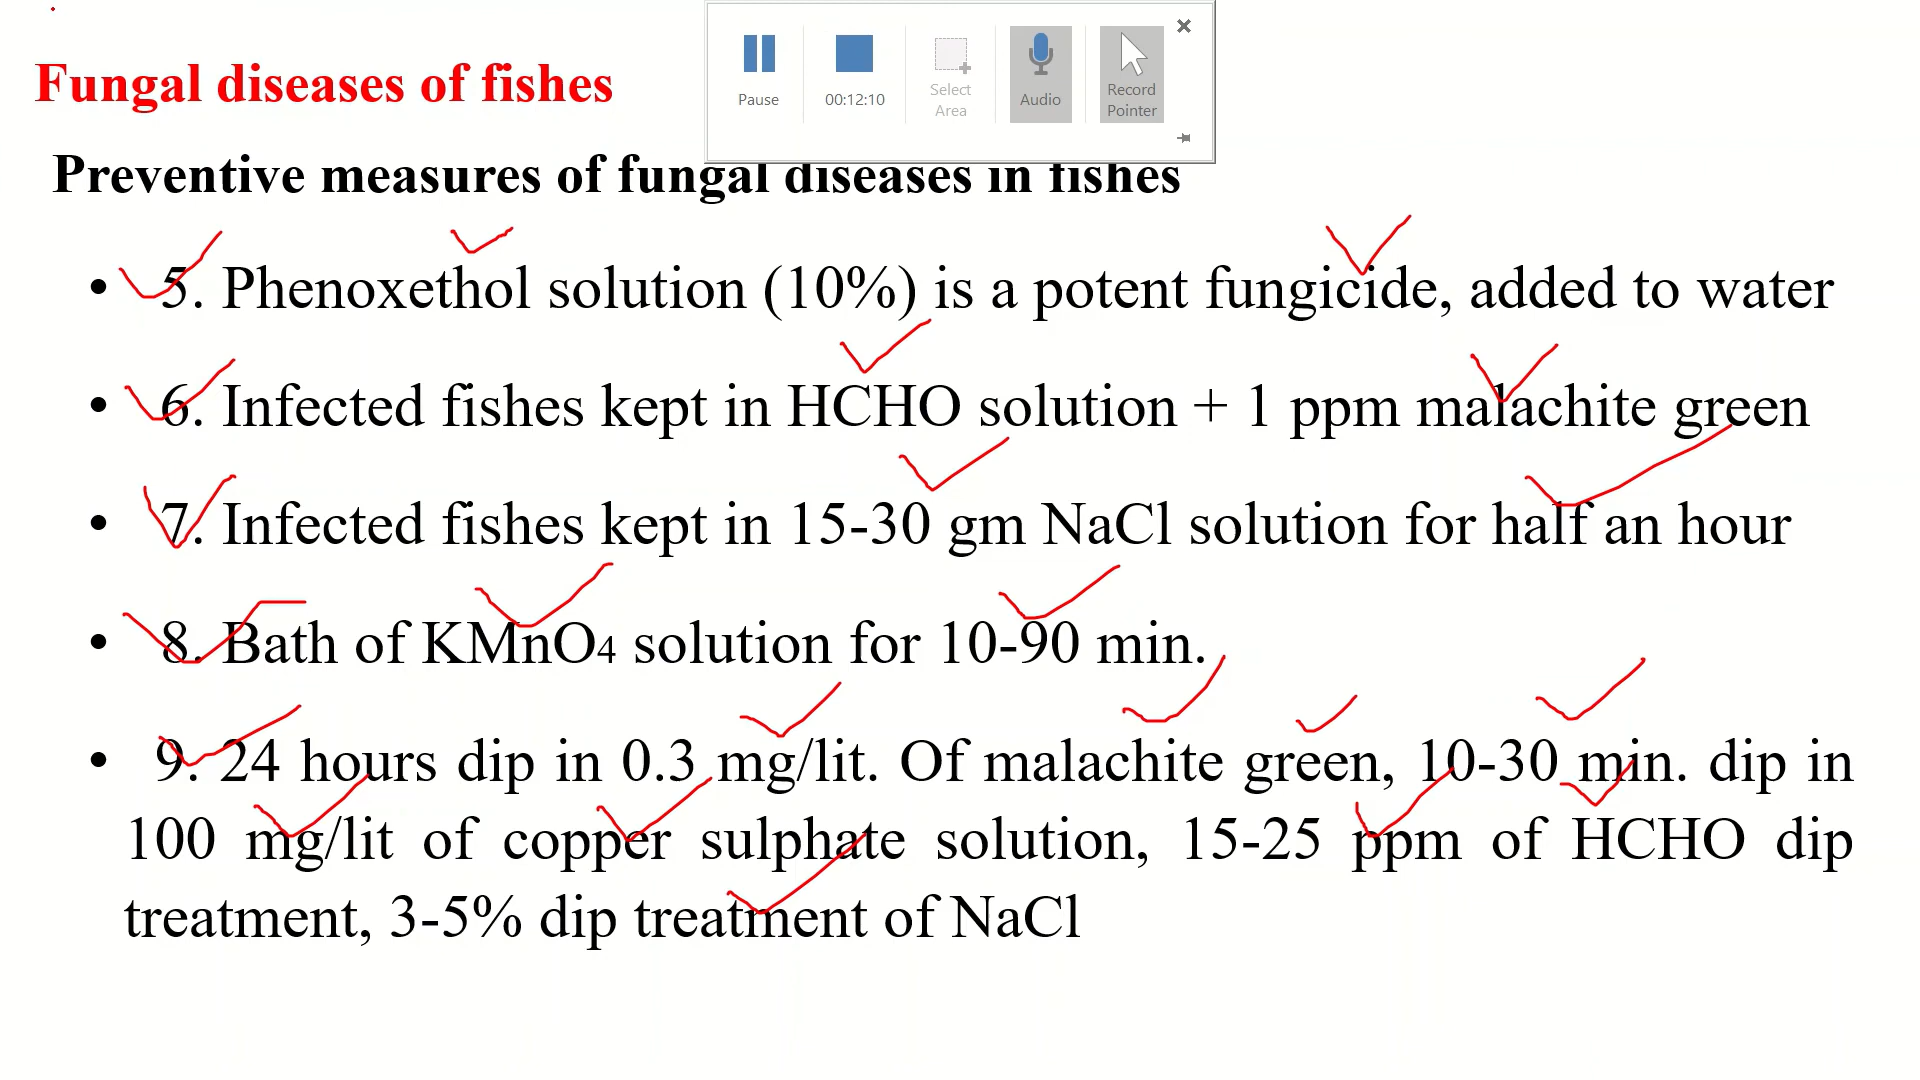 Fungal diseases of fishes
Pause
00:12:10
Select
Area
Audio
Record
Pointer
Preventive measures of fungal diseases in fishes
• 5. Phenoxethol solution (10%) is a potent fungicide, added to water
• 6. Infected fishes kept in HCHO solution + 1 ppm malachite green
• 7. Infected fishes kept in 15-30 gm NaCl solution for half an hour
• 8. Bath of KMnO4 solution for 10-90 min.
• 9. 24 hours dip in 0.3 mg/lit. Of malachite green, 10-30 min. dip in
100 mg/lit of copper sulphate solution, 15-25 ppm of HCHO dip
treatment, 3-5% dip treatment of NaCl